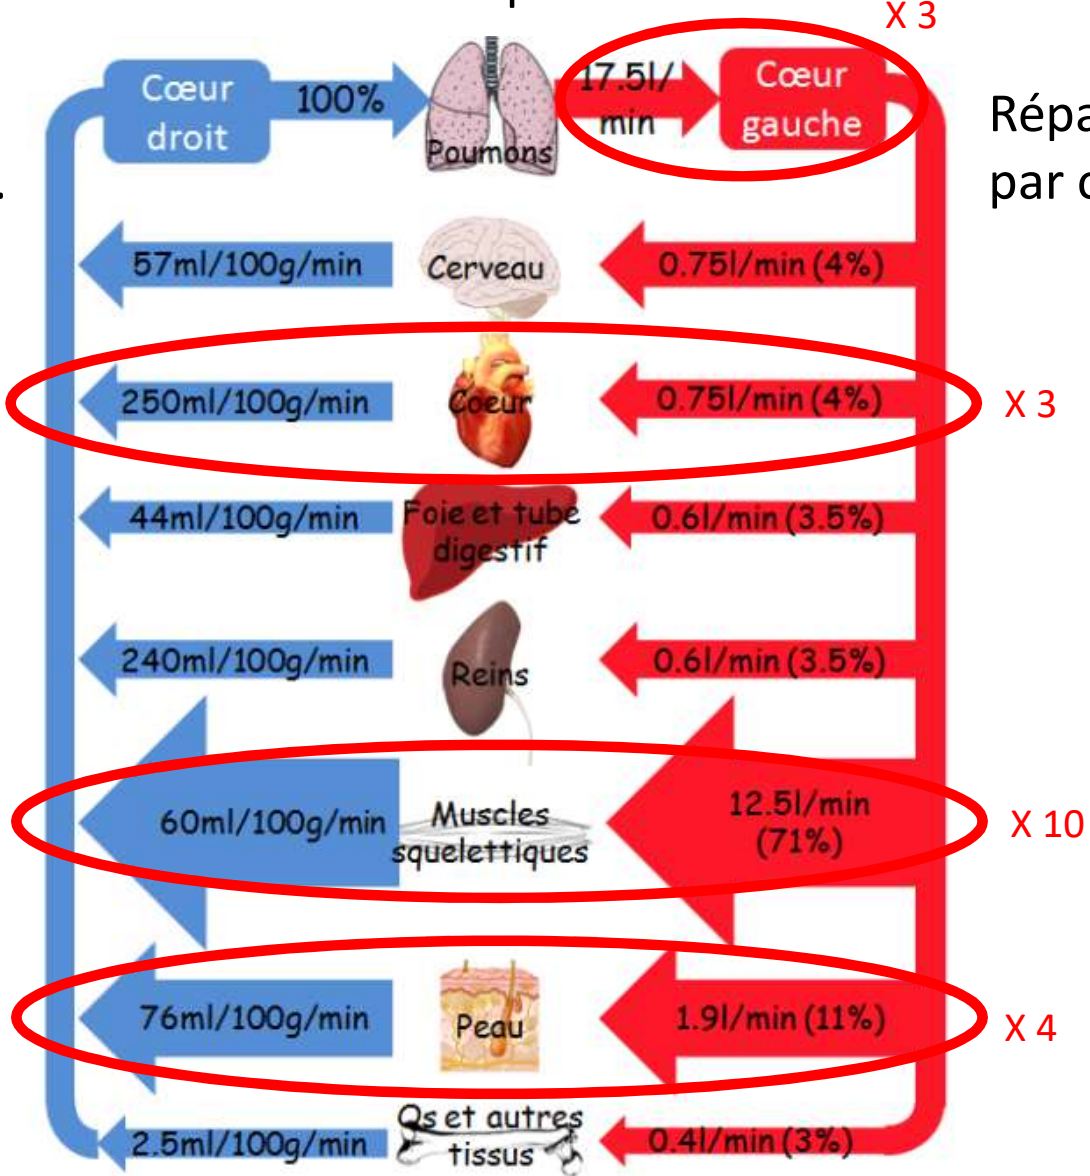 X 3
Cœur
droit
100%
Poumons
17.5l/
min
Cœur
gauche
57ml/100g/min
Cerveau
0.75l/min (4%)
250ml/100g/min
Coeur
0.75l/min (4%)
X 3
44ml/100g/min
Foie et tube
digestif
0.6l/min (3.5%)
240ml/100g/min
Reins
0.6l/min (3.5%)
60ml/100g/min
Muscles
squelettiques
12.5l/min
(71%)
X 10
76ml/100g/min
Peau
1.9l/min (11%)
X 4
2.5ml/100g/min
Os et autres
tissus
0.4l/min (3%)
par